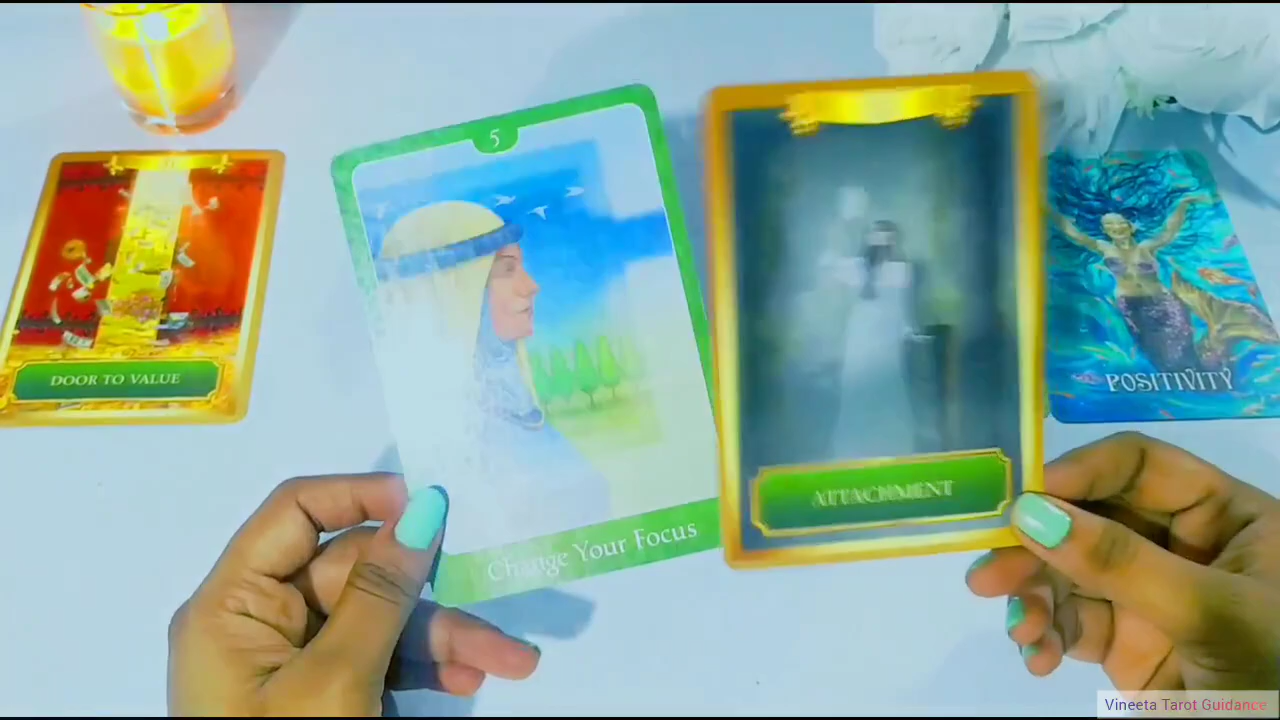 5
DOOR TO VALUE
POSITIVITY
ATTACHMENT
Change Your Focus
Vineeta Tarot Guidance